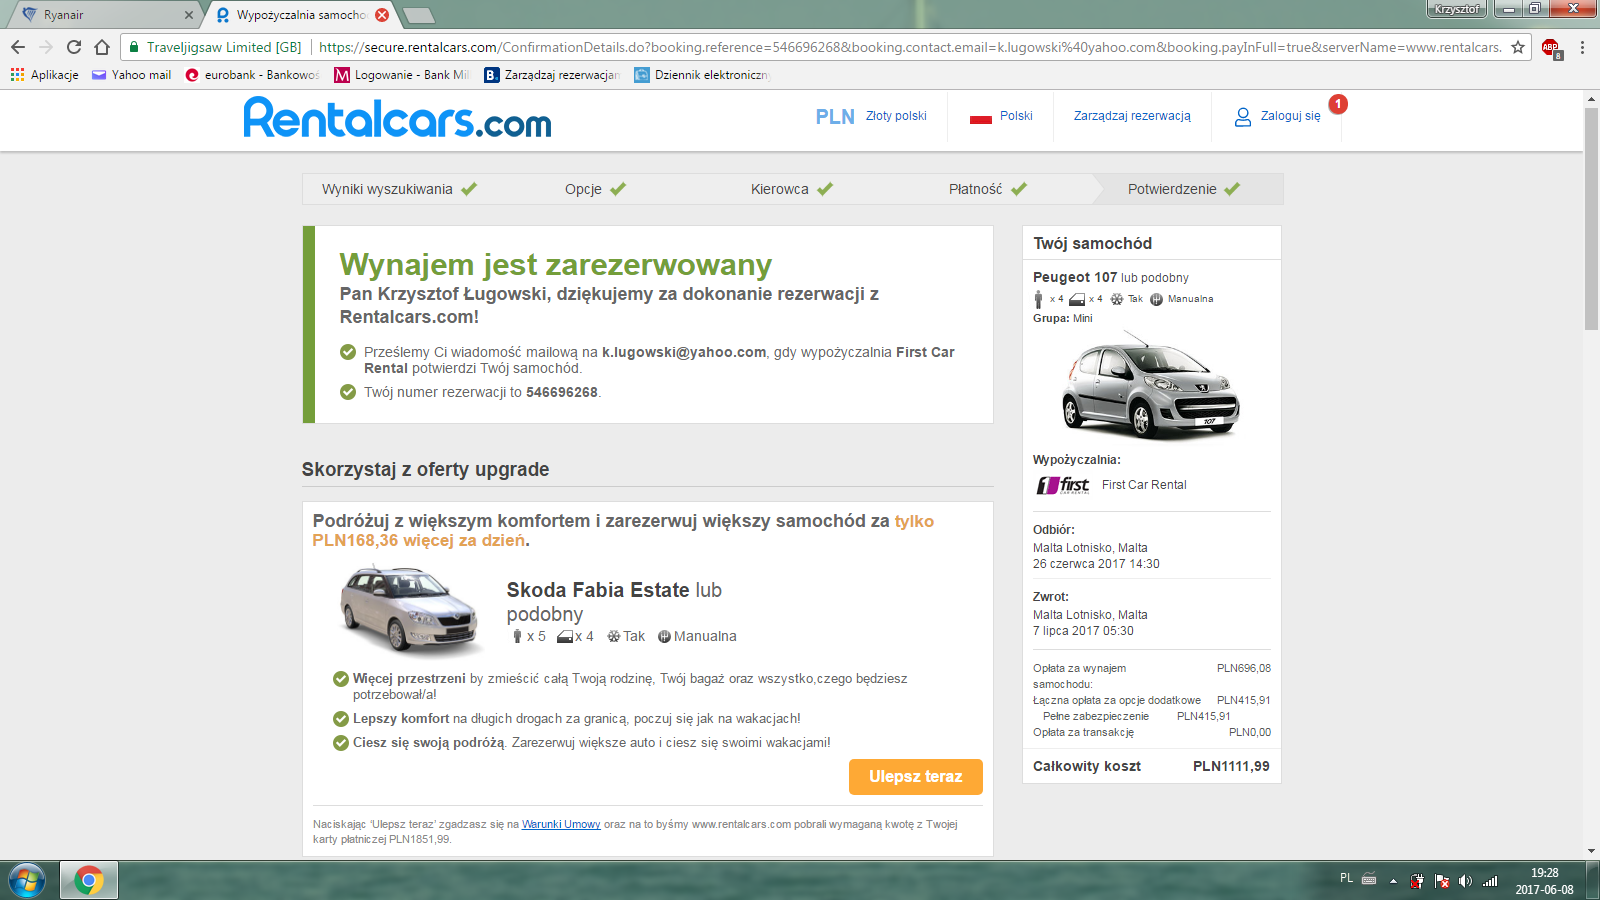 Ryanair
Wypożyczalnia samocho
Krzysztof
Traveljigsaw Limited [GB]
https://secure.rentalcars.com/ConfirmationDetails.do?booking.reference=546696268&booking.contact.email=k.lugowski%40yahoo.com&booking.payInFull=true&serverName=www.rentalcars.
ABP
8
Aplikacje
Yahoo mail
eurobank - Bankowoś
Logowanie - Bank Mil
Zarządzaj rezerwacjan
Dziennik elektroniczny
Rentalcars.com
PLN Złoty polski
Polski
Zarządzaj rezerwacją
Zaloguj się
1
Wyniki wyszukiwania
Opcje
Kierowca
Płatność
Potwierdzenie
Wynajem jest zarezerwowany
Pan Krzysztof Ługowski, dziękujemy za dokonanie rezerwacji z
Rentalcars.com!
Prześlemy Ci wiadomość mailową na k.lugowski@yahoo.com, gdy wypożyczalnia First Car
Rental potwierdzi Twój samochód.
Twój numer rezerwacji to 546696268.
Skorzystaj z oferty upgrade
Podróżuj z większym komfortem i zarezerwuj większy samochód za tylko
PLN168,36 więcej za dzień.
Skoda Fabia Estate lub
podobny
x 5 x 4 Tak Manualna
Więcej przestrzeni by zmieścić całą Twoją rodzinę, Twój bagaż oraz wszystko,czego będziesz
potrzebował/a!
Lepszy komfort na długich drogach za granicą, poczuj się jak na wakacjach!
Ciesz się swoją podróżą. Zarezerwuj większe auto i ciesz się swoimi wakacjami!
Ulepsz teraz
Naciskając 'Ulepsz teraz' zgadzasz się na Warunki Umowy oraz na to byśmy www.rentalcars.com pobrali wymaganą kwotę z Twojej
karty płatniczej PLN1851,99.
Twój samochód
Peugeot 107 lub podobny
x 4 x 4 Tak Manualna
Grupa: Mini
107
Wypożyczalnia:
1first
CAR RENTAL
First Car Rental
Odbiór:
Malta Lotnisko, Malta
26 czerwca 2017 14:30
Zwrot:
Malta Lotnisko, Malta
7 lipca 2017 05:30
Opłata za wynajem PLN696,08
samochodu:
Łączna opłata za opcje dodatkowe PLN415,91
Pełne zabezpieczenie PLN415,91
Opłata za transakcję PLN0,00
Całkowity koszt PLN1111,99
PL
19:28
2017-06-08